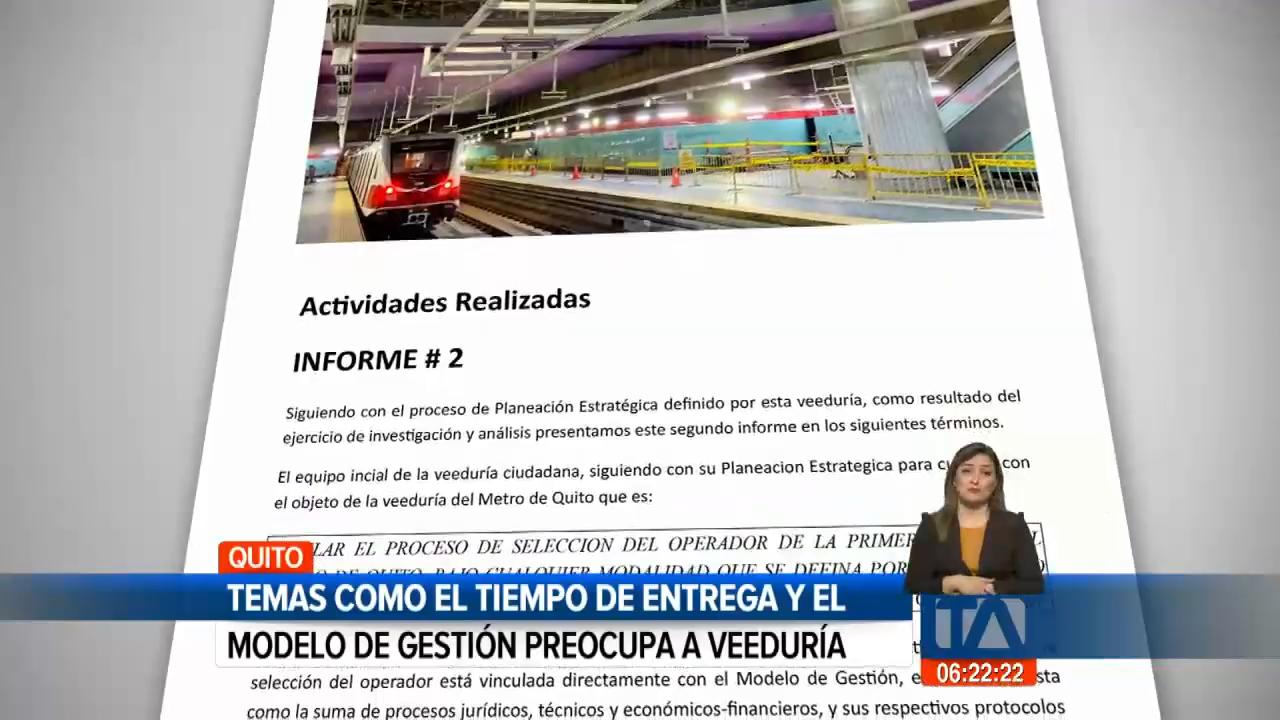 Actividades Realizadas
INFORME # 2
Siguiendo con el proceso de Planeación Estratégica definido por esta veeduría, como resultado del
ejercicio de investigación y análisis presentamos este segundo informe en los siguientes términos.
El equipo incial de la veeduría ciudadana, siguiendo con su Planeacion Estrategica para con
el objeto de la veeduría del Metro de Quito que es:
EL PROCESO DE SELECCION DEL OPERADOR DE LA
QUITO
TEMAS COMO EL TIEMPO DE ENTREGA Y EL
MODELO DE GESTIÓN PREOCUPA A VEEDURÍA
TA
06:22:22
selección del operador está vinculada directamente con el Modelo de Gestión,
como la suma de procesos jurídicos, técnicos y económicos-financieros, y sus respectivos protocolos